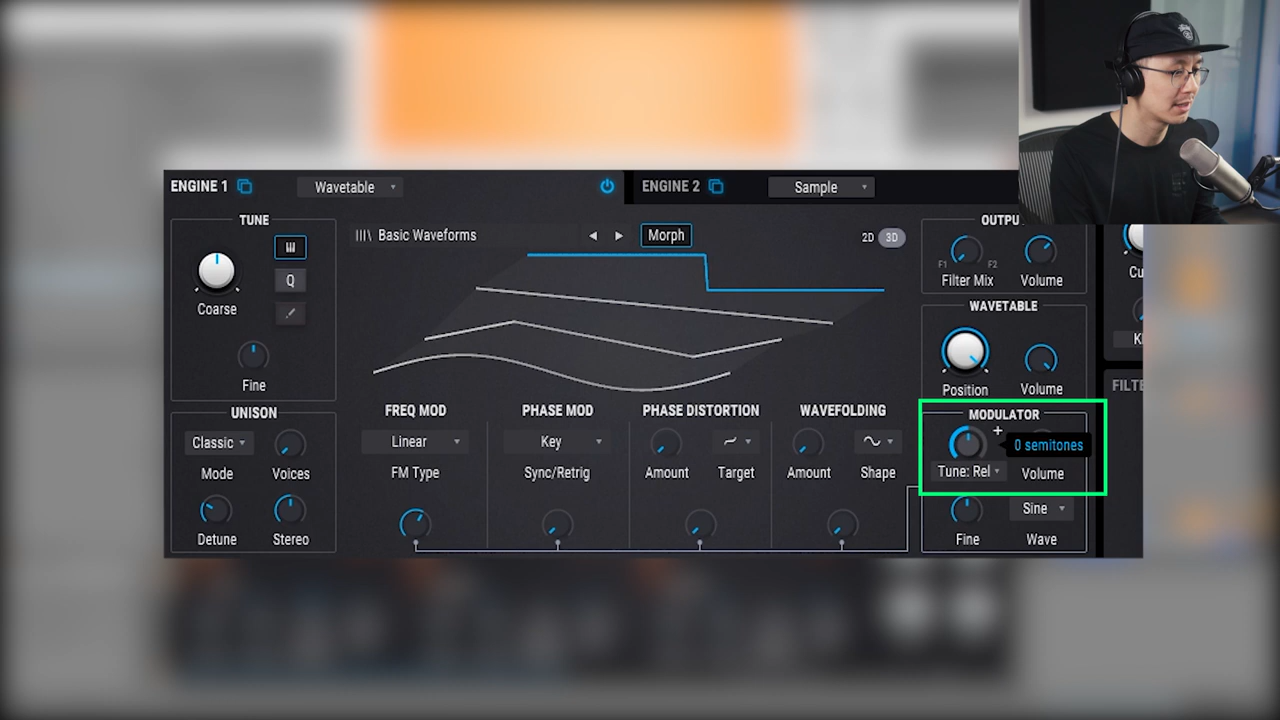 ENGINE 1
Wavetable
ENGINE 2
Sample
TUNE
Q
Coarse
Fine
Basic Waveforms
Morph
2D 3D
OUTPU
F1 F2
Filter Mix
Volume
WAVETABLE
Position
Volume
Cu
K
FILTE
UNISON
Classic
Mode
Voices
Detune
Stereo
FREQ MOD
Linear
FM Type
PHASE MOD
Key
Sync/Retrig
PHASE DISTORTION
Amount
Target
WAVEFOLDING
Amount
Shape
MODULATOR
0 semitones
Tune: Rel
Volume
Sine
Fine
Wave